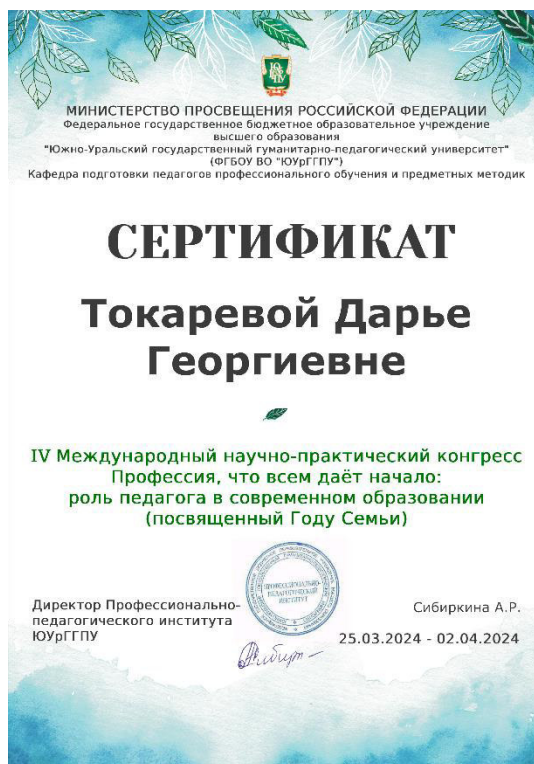 МИНИСТЕРСТВО ПРОСВЕЩЕНИЯ РОССИЙСКОЙ ФЕДЕРАЦИИ
Федеральное государственное бюджетное образовательное учреждение
высшего образования
"Южно-Уральский государственный гуманитарно-педагогический университет"
(ФГБОУ ВО "ЮУрГГПУ")
Кафедра подготовки педагогов профессионального обучения и предметных методик
СЕРТИФИКАТ
Токаревой Дарье
Георгиевне
IV Международный научно-практический конгресс
Профессия, что всем даёт начало:
роль педагога в современном образовании
(посвященный Году Семьи)
ПРОФЕССИОНАЛЬНО-
ПЕДАГОГИЧЕСКИЙ
ИНСТИТУТ
Директор Профессионально-
педагогического института
ЮУрГГПУ
Сибиркина А.Р.
25.03.2024 - 02.04.2024